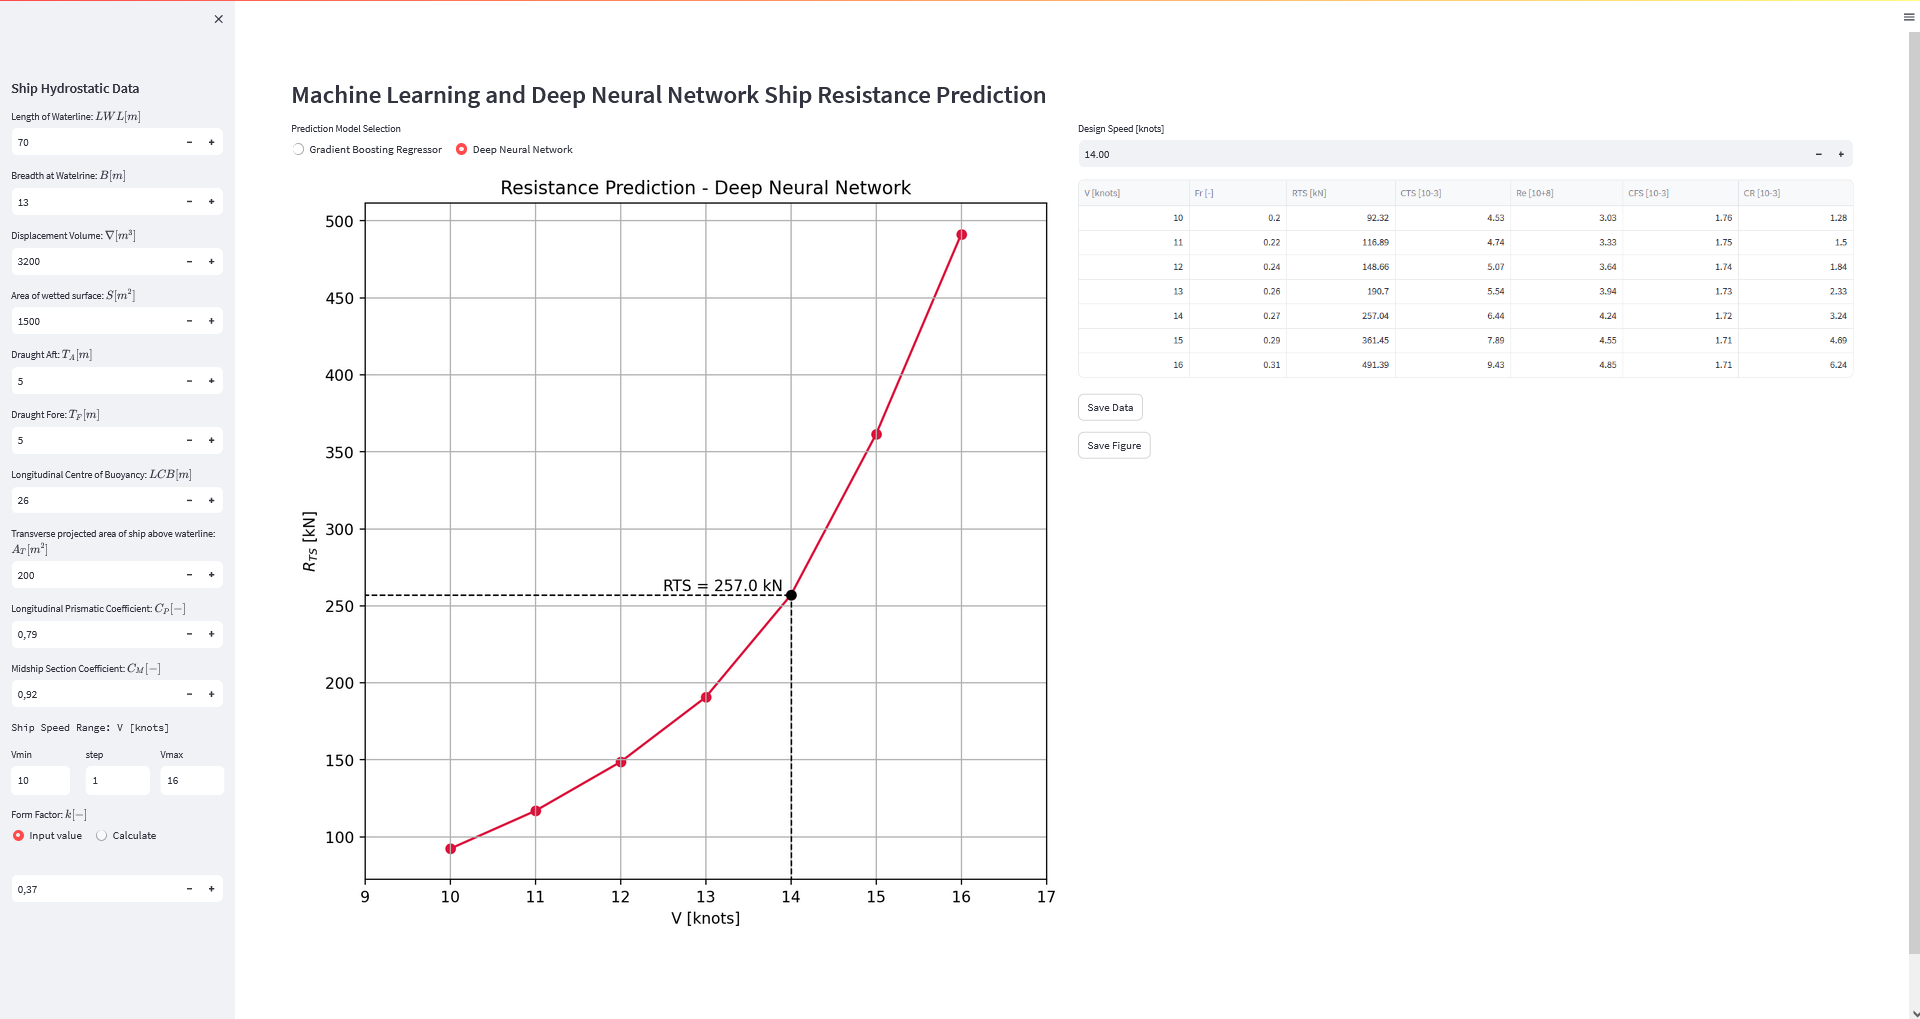 Ship Hydrostatic Data
Length of Waterline: LWL[m]
70
Breadth at Watelrine: B[m]
13
Displacement Volume: ∇[m³]
3200
Area of wetted surface: S[m²]
1500
Draught Aft: T_A[m]
5
Draught Fore: T_F[m]
5
Longitudinal Centre of Buoyancy: LCB[m]
26
Transverse projected area of ship above waterline:
A_T[m²]
200
Longitudinal Prismatic Coefficient: C_P[−]
0,79
Midship Section Coefficient: C_M[−]
0,92
Ship Speed Range: V [knots]
Vmin step Vmax
10 1 16
Form Factor: k[−]
Input value Calculate
0,37
Machine Learning and Deep Neural Network Ship Resistance Prediction
Prediction Model Selection
Gradient Boosting Regressor Deep Neural Network
Resistance Prediction - Deep Neural Network
500
450
400
350
300
250
200
150
100
R_TS [kN]
RTS = 257.0 kN
9 10 11 12 13 14 15 16 17
V [knots]
Design Speed [knots]
14.00
V [knots] Fr [-] RTS [kN] CTS [10-3] Re [10+8] CFS [10-3] CR [10-3]
10 0.2 92.32 4.53 3.03 1.76 1.28
11 0.22 116.89 4.74 3.33 1.75 1.5
12 0.24 148.66 5.07 3.64 1.74 1.84
13 0.26 190.7 5.54 3.94 1.73 2.33
14 0.27 257.04 6.44 4.24 1.72 3.24
15 0.29 361.45 7.89 4.55 1.71 4.69
16 0.31 491.39 9.43 4.85 1.71 6.24
Save Data
Save Figure